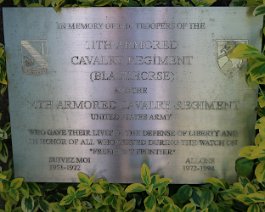 IN MEMORY OF THE TROOPERS OF THE
11TH ARMORED
CAVALRY REGIMENT
(BLACKHORSE)
AND THE
14TH ARMORED CAVALRY REGIMENT
UNITED STATES ARMY
WHO GAVE THEIR LIVES IN THE DEFENSE OF LIBERTY AND
IN HONOR OF ALL WHO SERVED DURING THE WATCH ON
"FREEDOM'S FRONTIER"
SUIVEZ MOI ALLONS
1951-1972 1972-1994